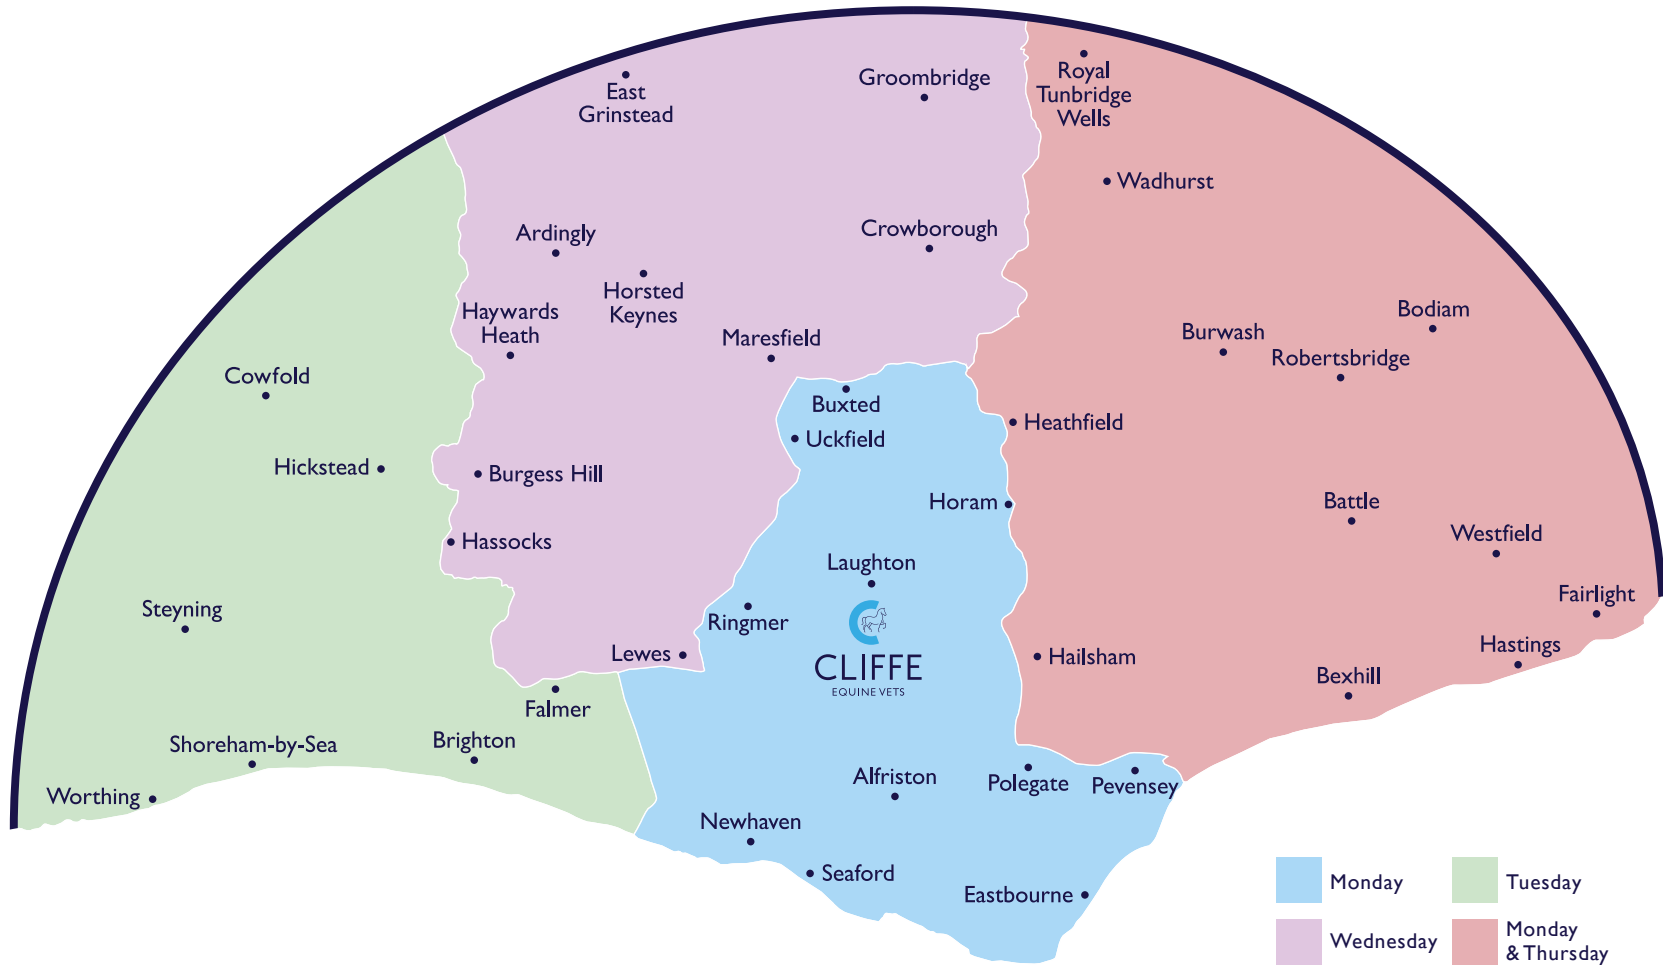 East
Grinstead
Groombridge
Royal
Tunbridge
Wells
Wadhurst
Ardingly
Crowborough
Horsted
Keynes
Haywards
Heath
Maresfield
Bodiam
Burwash
Robertsbridge
Cowfold
Buxted
Heathfield
Uckfield
Hickstead
Burgess Hill
Horam
Battle
Westfield
Hassocks
Laughton
Fairlight
Steyning
Ringmer
Lewes
CLIFFE
EQUINE VETS
Hailsham
Hastings
Bexhill
Falmer
Shoreham-by-Sea
Brighton
Worthing
Alfriston
Polegate
Pevensey
Newhaven
Seaford
Eastbourne
Monday
Tuesday
Wednesday
Monday
& Thursday